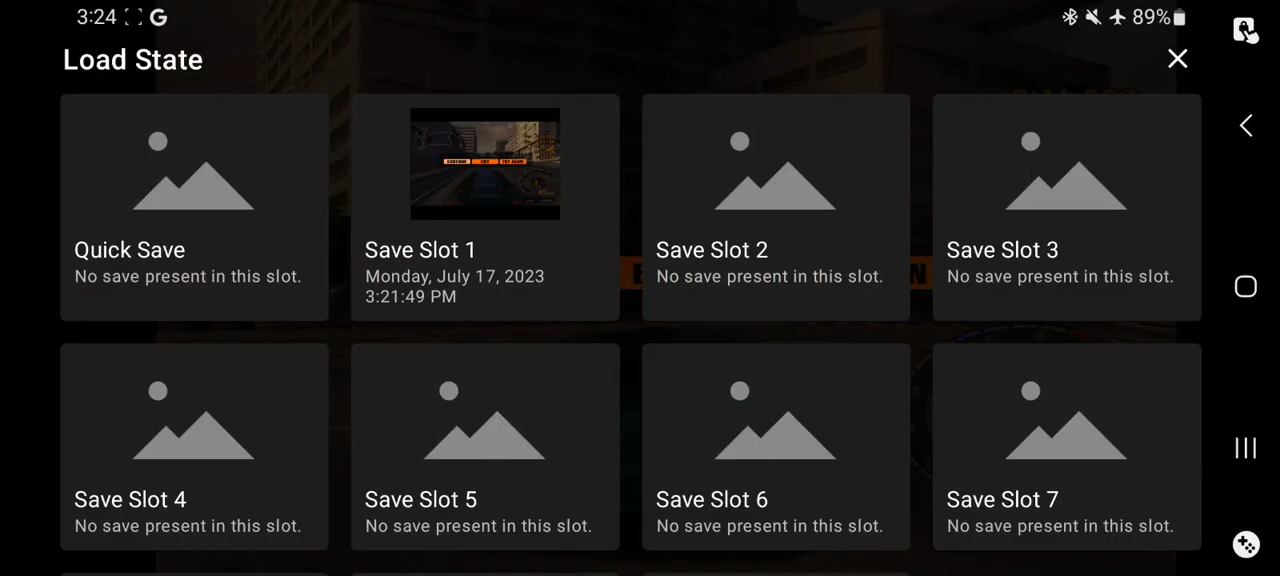 3:24 G 89%
Load State
Quick Save
No save present in this slot.
CONTINUE EXIT TRY AGAIN
Save Slot 1
Monday, July 17, 2023
3:21:49 PM
Save Slot 2
No save present in this slot.
Save Slot 3
No save present in this slot.
Save Slot 4
No save present in this slot.
Save Slot 5
No save present in this slot.
Save Slot 6
No save present in this slot.
Save Slot 7
No save present in this slot.